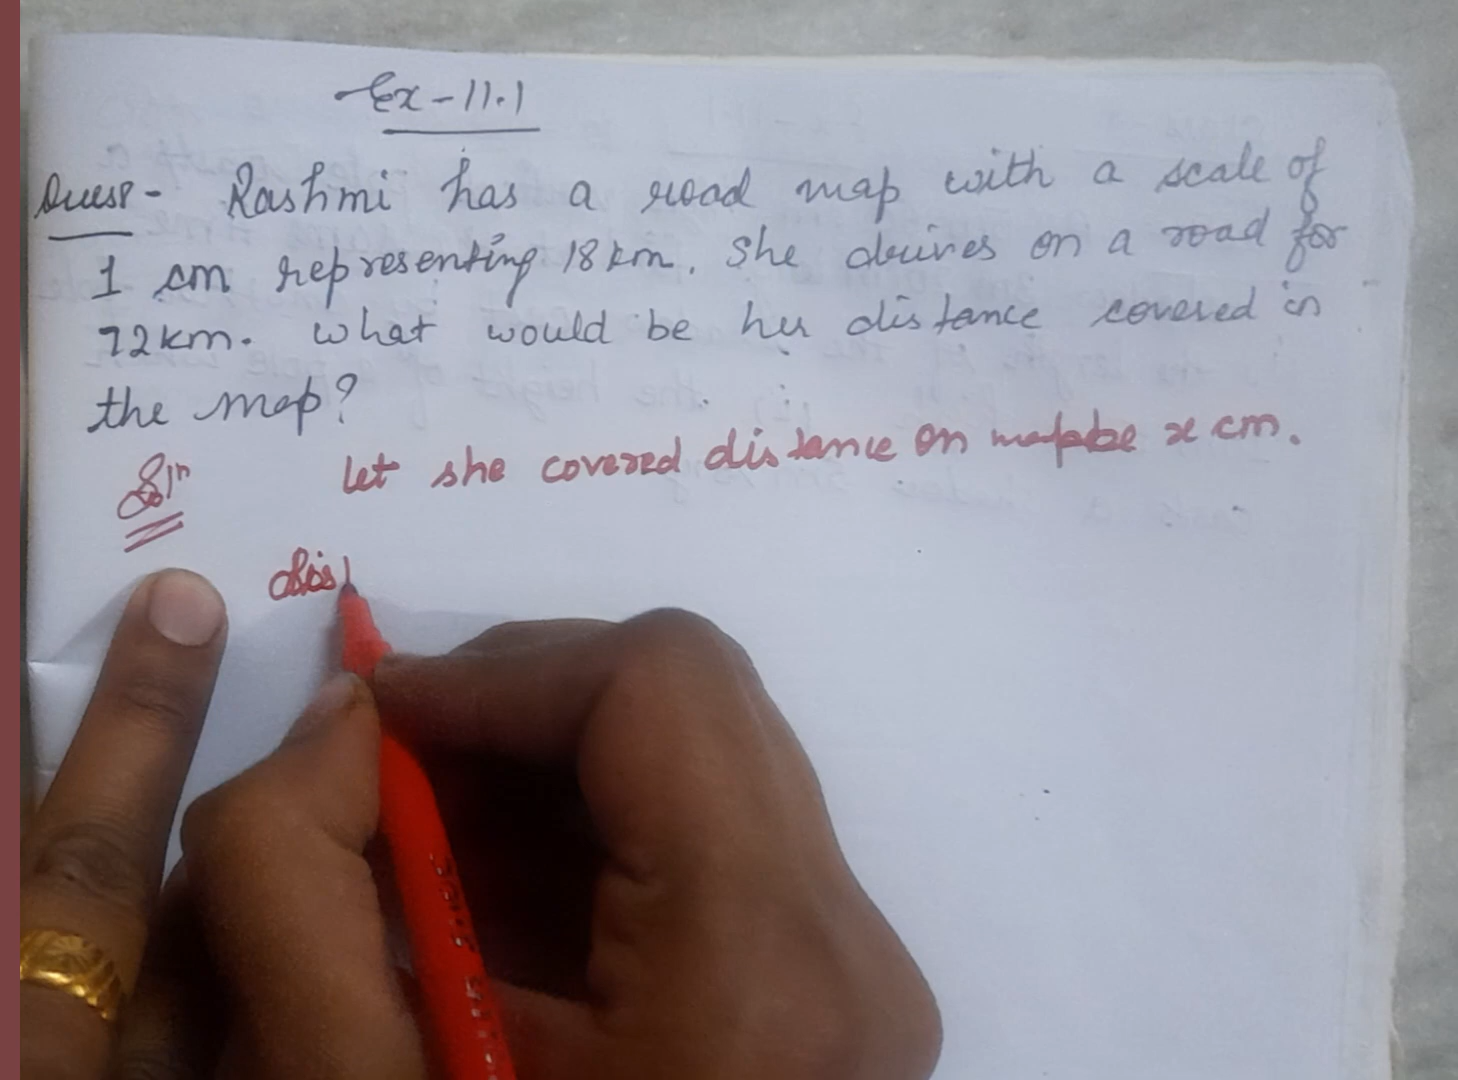 Ex-11.1
Ques- Rashmi has a road map with a scale of
1 cm representing 18 km. She drives on a road for
72km. what would be her distance covered in
the map?
Soln Let she covered distance on map be x cm.
Dis